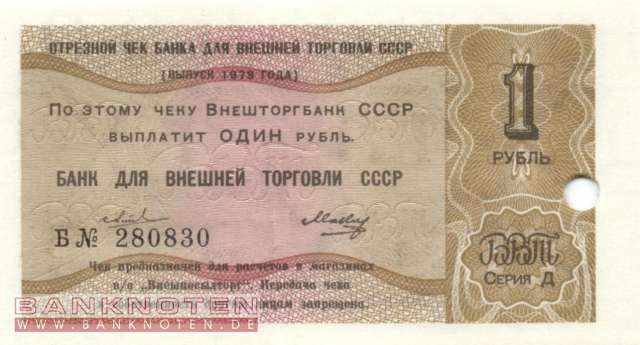 ОТРЕЗНОЙ ЧЕК БАНКА ДЛЯ ВНЕШНЕЙ ТОРГОВЛИ СССР
(ВЫПУСК 1979 ГОДА)
ПО ЭТОМУ ЧЕКУ ВНЕШТОРГБАНК СССР
ВЫПЛАТИТ ОДИН РУБЛЬ.
БАНК ДЛЯ ВНЕШНЕЙ ТОРГОВЛИ СССР
Б № 280830
Чек предназначен для расчетов в магазинах
в/о „Внешпосылторг". Передача чека
лицам запрещена.
1
РУБЛЬ
ВВТ
СЕРИЯ Д
BANKNOTEN
WWW.BANKNOTEN.DE